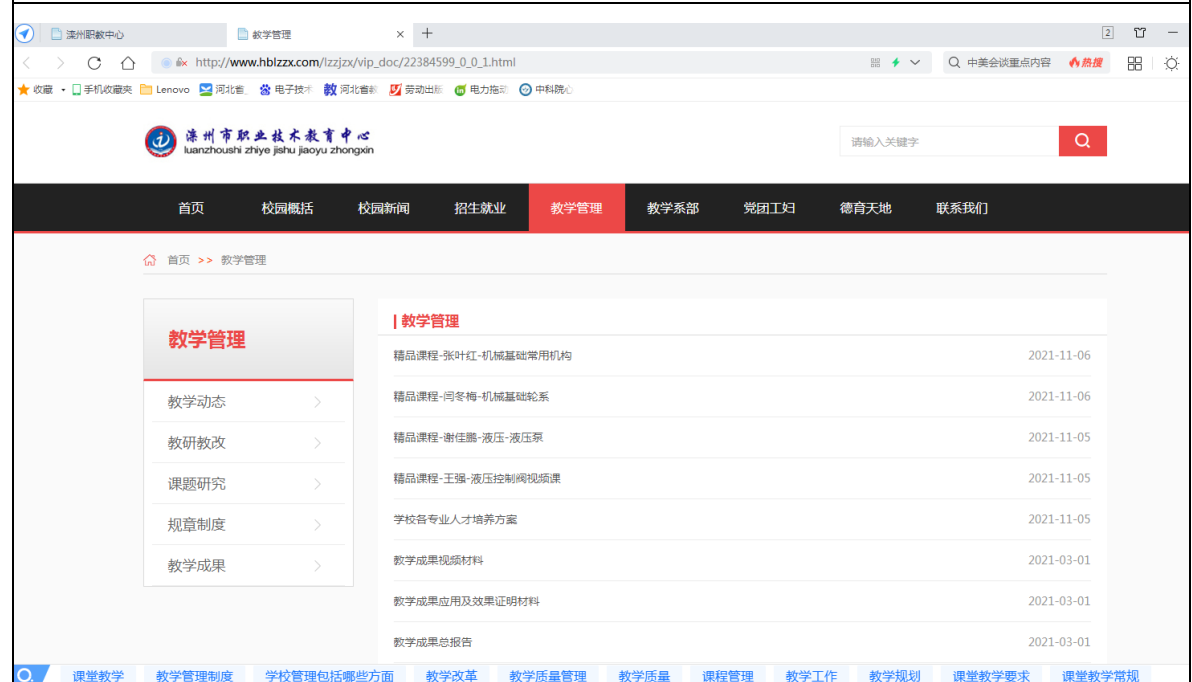 滦州职教中心
教学管理
2
http://www.hblzzx.com/lzzjzx/vip_doc/22384599_0_0_1.html
中美会谈重点内容
热搜
收藏 手机收藏夹 Lenovo 河北省 电子技术 河北省教 劳动出版 电力拖动 中科院心
滦州市职业技术教育中心
luanzhoushi zhiye jishu jiaoyu zhongxin
请输入关键字
首页 校园概括 校园新闻 招生就业 教学管理 教学系部 党团工妇 德育天地 联系我们
首页 >> 教学管理
教学管理
教学动态
教研教改
课题研究
规章制度
教学成果
教学管理
精品课程-张叶红-机械基础常用机构 2021-11-06
精品课程-闫冬梅-机械基础轮系 2021-11-06
精品课程-谢佳鹏-液压-液压泵 2021-11-05
精品课程-王强-液压控制阀视频课 2021-11-05
学校各专业人才培养方案 2021-11-05
教学成果视频材料 2021-03-01
教学成果应用及效果证明材料 2021-03-01
教学成果总报告 2021-03-01
课堂教学 教学管理制度 学校管理包括哪些方面 教学改革 教学质量管理 教学质量 课程管理 教学工作 教学规划 课堂教学要求 课堂教学常规